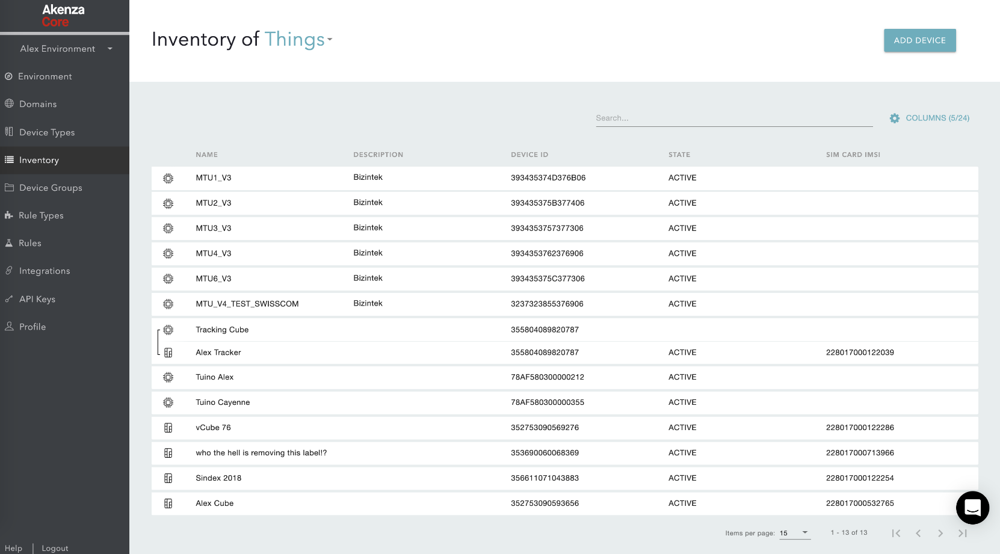 Akenza
Core
Alex Environment
Environment
Domains
Device Types
Inventory
Device Groups
Rule Types
Rules
Integrations
API Keys
Profile
Help | Logout
Inventory of Things
ADD DEVICE
Search...
COLUMNS (5/24)
NAME DESCRIPTION DEVICE ID STATE SIM CARD IMSI
MTU1_V3 Bizintek 393435374D376B06 ACTIVE
MTU2_V3 Bizintek 393435375B377406 ACTIVE
MTU3_V3 Bizintek 3934353757377306 ACTIVE
MTU4_V3 Bizintek 3934353762376906 ACTIVE
MTU6_V3 Bizintek 393435375C377306 ACTIVE
MTU_V4_TEST_SWISSCOM Bizintek 3237323855376906 ACTIVE
Tracking Cube 355804089820787
Alex Tracker 355804089820787 ACTIVE 228017000122039
Tuino Alex 78AF580300000212 ACTIVE
Tuino Cayenne 78AF580300000355 ACTIVE
vCube 76 352753090569276 ACTIVE 228017000122286
who the hell is removing this label!? 353690060068369 ACTIVE 228017000713966
Sindex 2018 356611071043883 ACTIVE 228017000122254
Alex Cube 352753090593656 ACTIVE 228017000532765
Items per page: 15 1 - 13 of 13